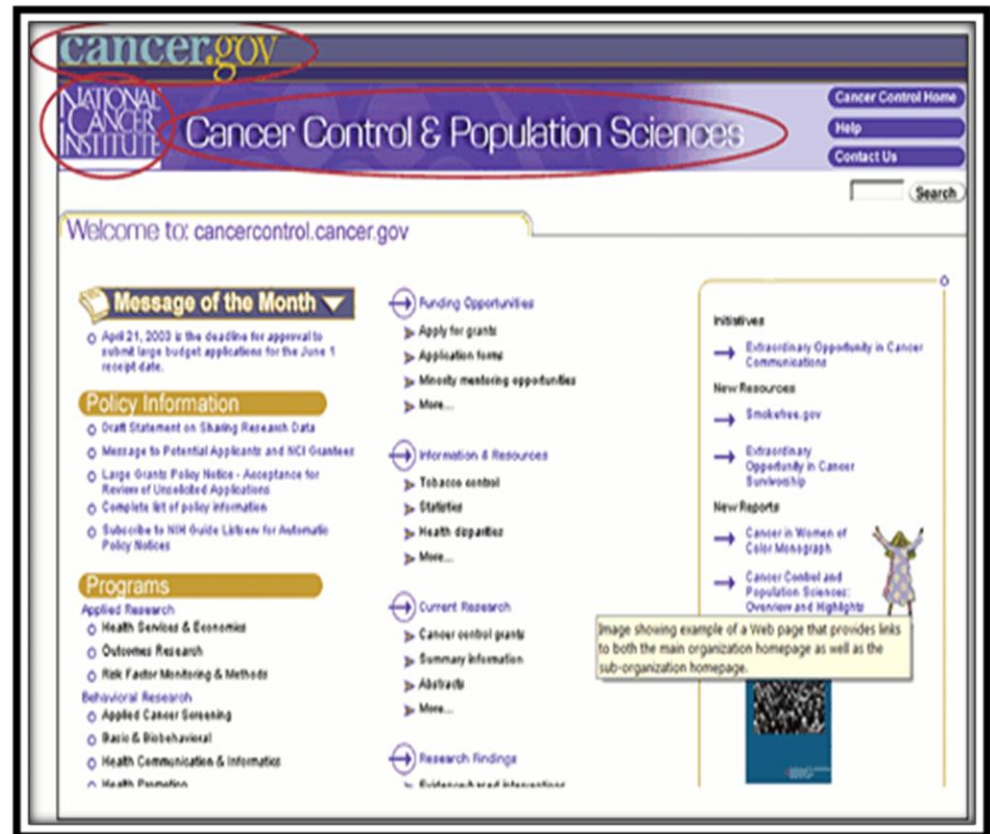 cancer.gov
NATIONAL
CANCER
INSTITUTE
Cancer Control & Population Sciences
Cancer Control Home
Help
Contact Us
Search
Welcome to: cancercontrol.cancer.gov
Message of the Month
April 21, 2003 is the deadline for approval to
submit large budget applications for the June 1
receipt date.
Policy Information
Draft Statement on Sharing Research Data
Message to Potential Applicants and NCI Grantees
Large Grants Policy Notice - Acceptance for
Review of Unsolicited Applications
Complete list of policy information
Subscribe to NIH Guide Listserv for Automatic
Policy Notices
Programs
Applied Research
Health Services & Economics
Outcomes Research
Risk Factor Monitoring & Methods
Behavioral Research
Applied Cancer Screening
Basic & Biobehavioral
Health Communication & Informatics
Health Promotion
Funding Opportunities
Apply for grants
Application forms
Minority mentoring opportunities
More...
Information & Resources
Tobacco control
Statistics
Health disparities
More...
Current Research
Cancer control grants
Summary information
Abstracts
More...
Research Findings
Evidence-based interventions
Initiatives
Extraordinary Opportunity in Cancer
Communications
New Resources
Smokefree.gov
Extraordinary
Opportunity in Cancer
Survivorship
New Reports
Cancer in Women of
Color Monograph
Cancer Control and
Population Sciences:
Overview and Highlights
Image showing example of a Web page that provides links
to both the main organization homepage as well as the
sub-organization homepage.